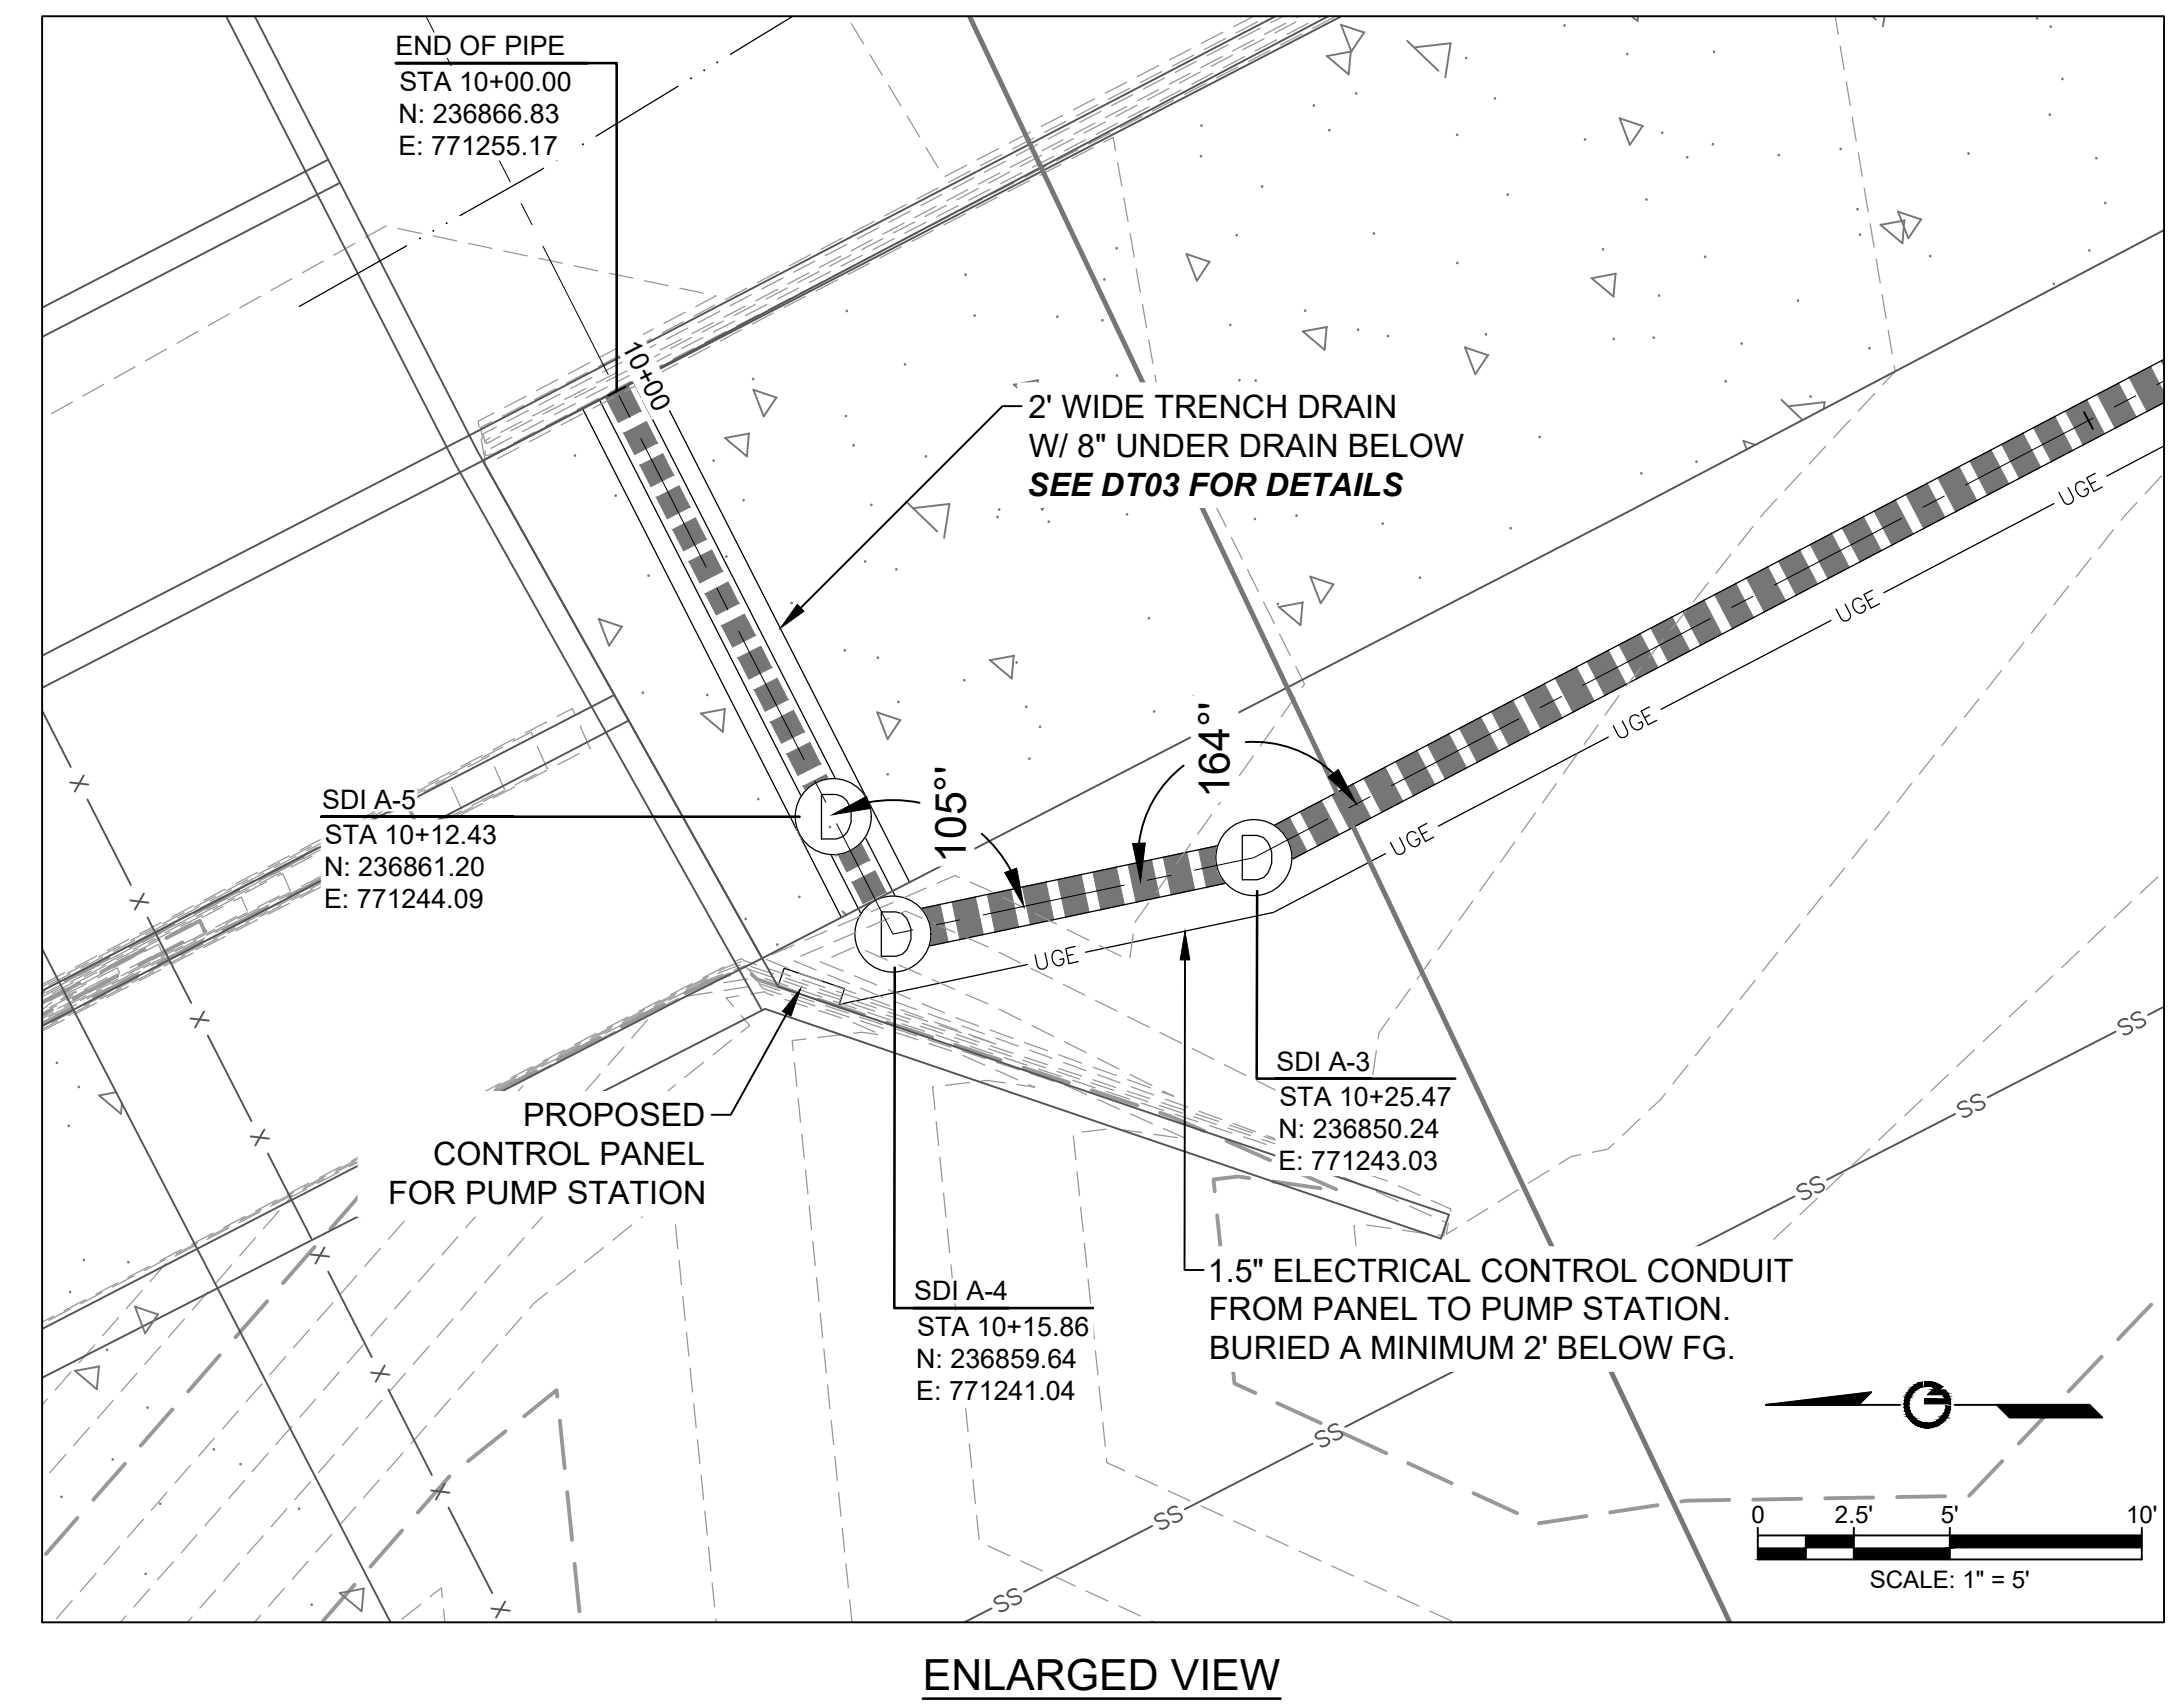 END OF PIPE
STA 10+00.00
N: 236866.83
E: 771255.17
10+00
2' WIDE TRENCH DRAIN
W/ 8" UNDER DRAIN BELOW
SEE DT03 FOR DETAILS
UGE
UGE
UGE
UGE
UGE
164°'
105°'
SDI A-5
STA 10+12.43
N: 236861.20
E: 771244.09
D
D
D
X
X
X
X
X
X
X
SDI A-3
STA 10+25.47
N: 236850.24
E: 771243.03
PROPOSED
CONTROL PANEL
FOR PUMP STATION
SDI A-4
STA 10+15.86
N: 236859.64
E: 771241.04
1.5" ELECTRICAL CONTROL CONDUIT
FROM PANEL TO PUMP STATION.
BURIED A MINIMUM 2' BELOW FG.
SS
SS
SS
SS
SS
SS
0 2.5' 5' 10'
SCALE: 1" = 5'
ENLARGED VIEW